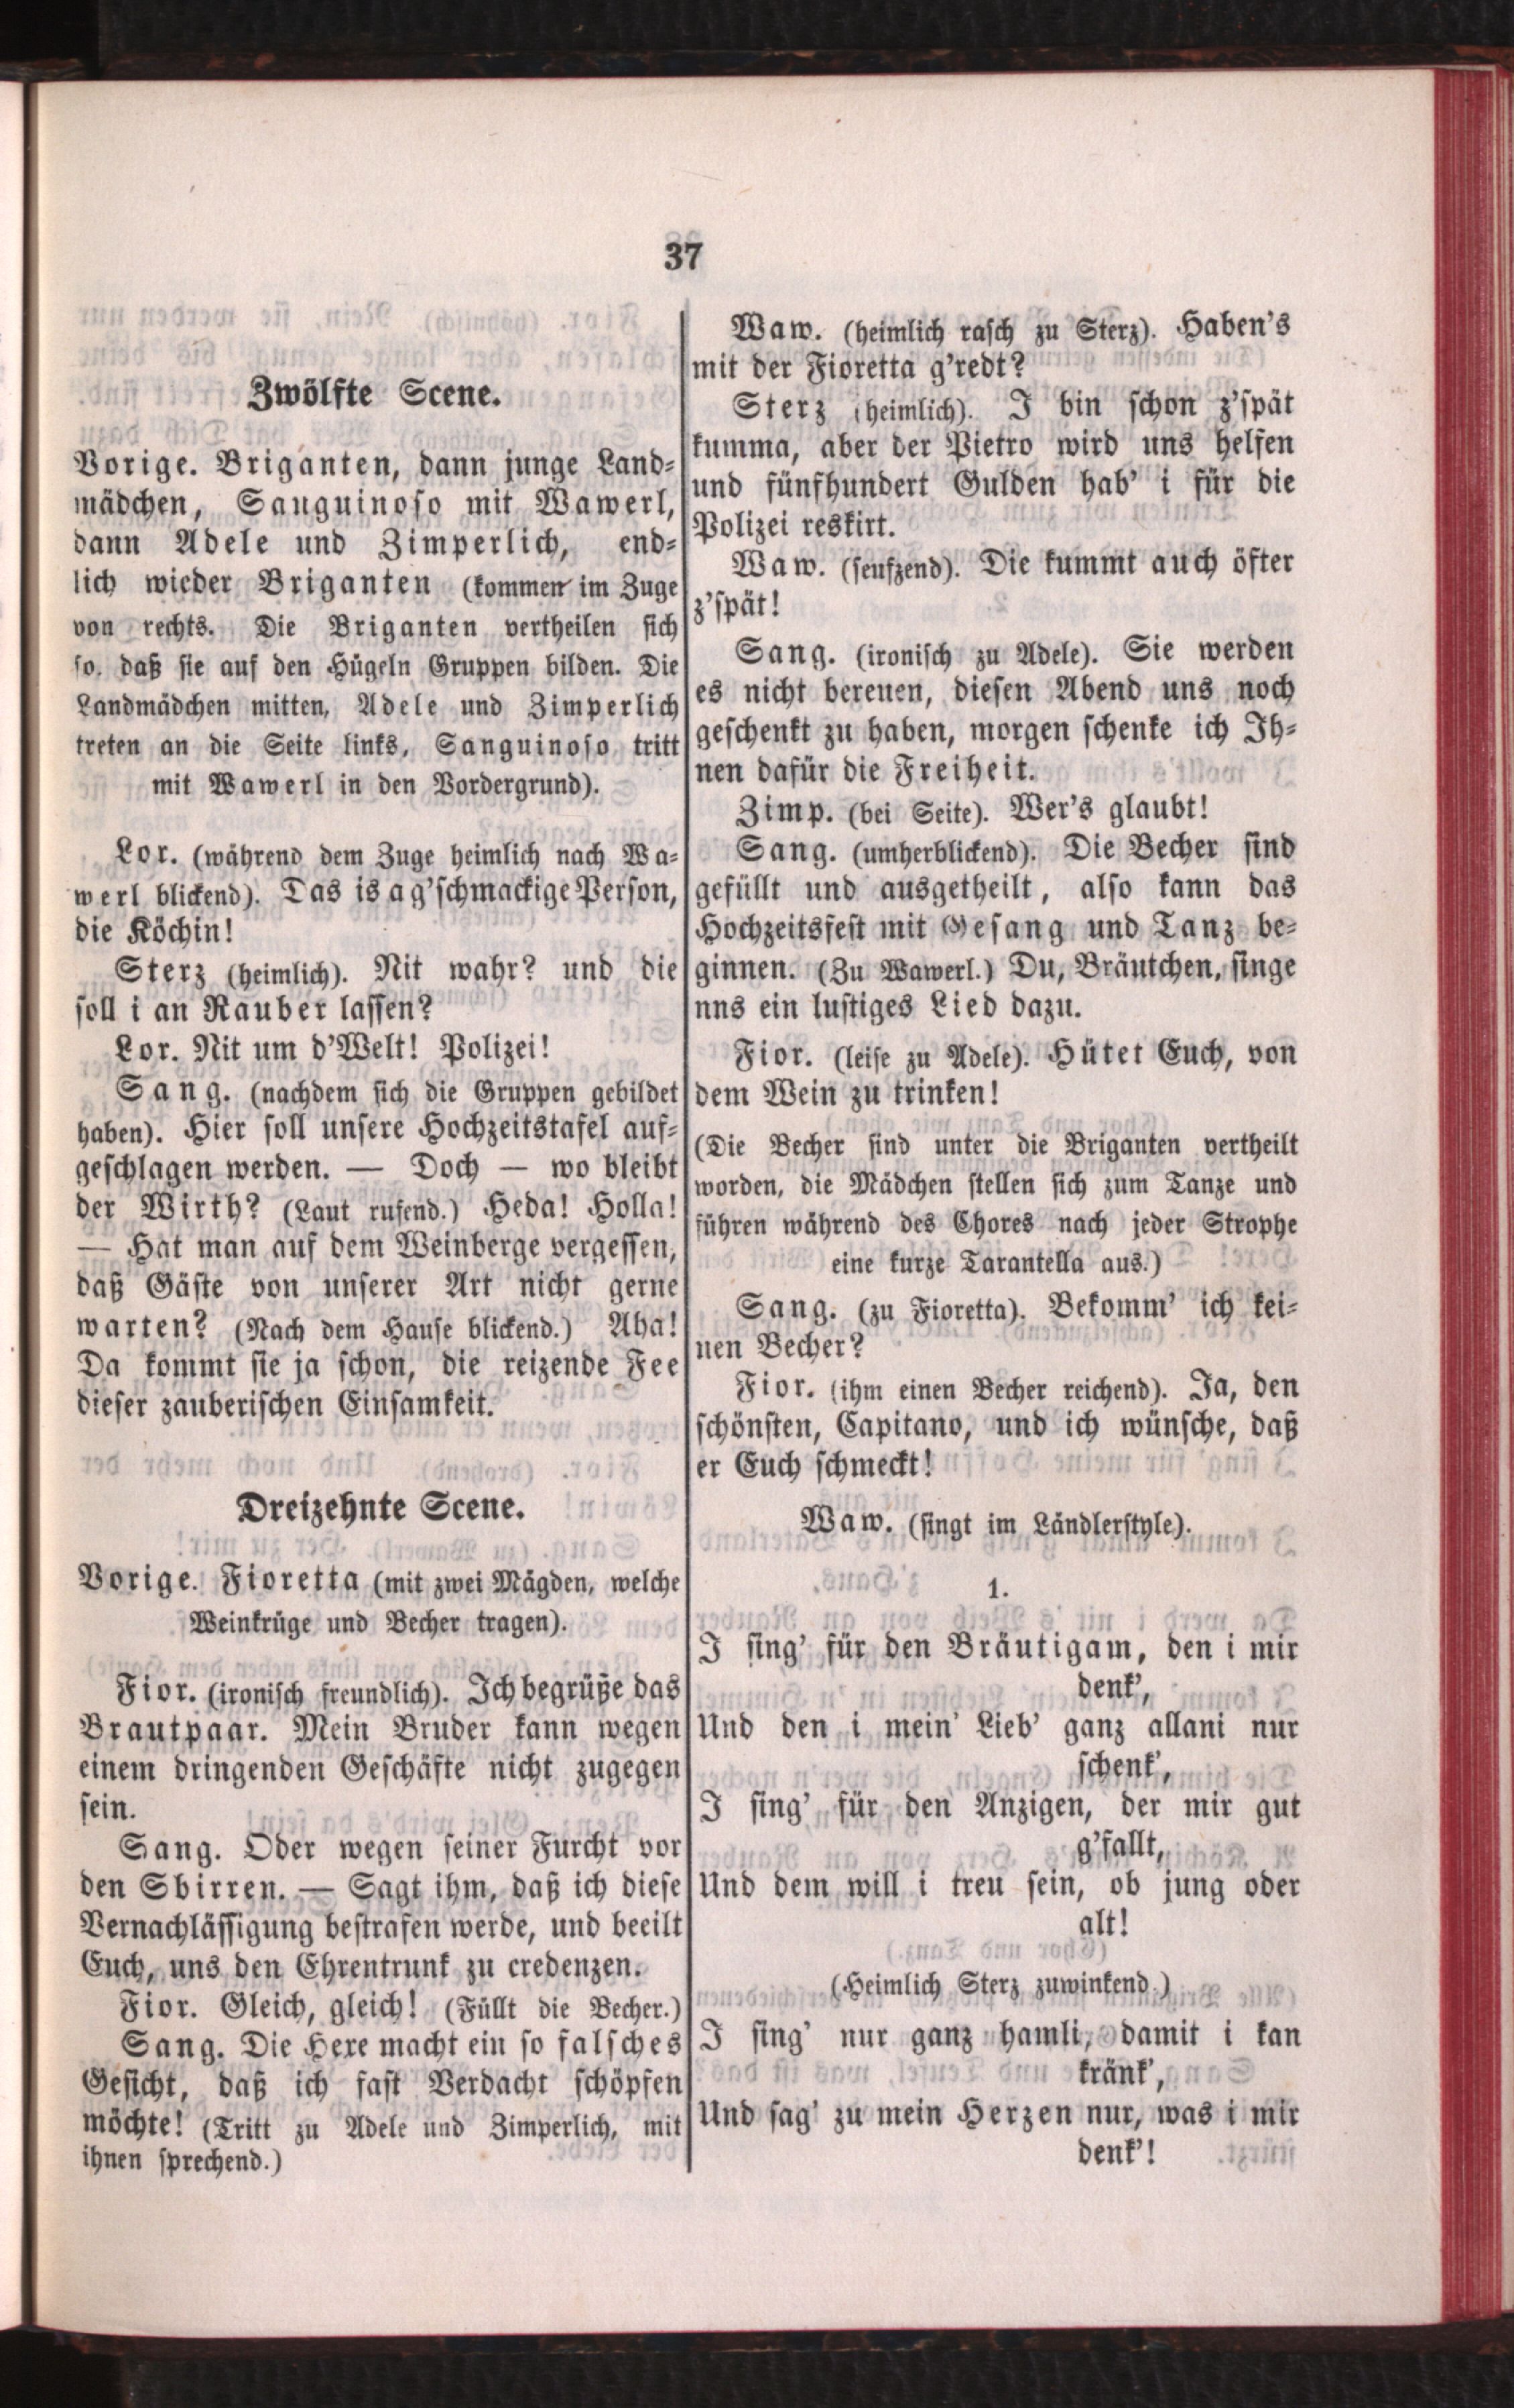 37
Zwölfte Scene.
Vorige. Briganten, dann junge Land-
mädchen, Sanguinoso mit Wawerl,
dann Adele und Zimperlich, end-
lich wieder Briganten (kommen im Zuge
von rechts. Die Briganten vertheilen sich
so, daß sie auf den Hügeln Gruppen bilden. Die
Landmädchen mitten, Adele und Zimperlich
treten an die Seite links, Sanguinoso tritt
mit Wawerl in den Vordergrund).
Lor. (während dem Zuge heimlich nach Wa-
werl blickend). Das is a g'schmackige Person,
die Köchin!
Sterz (heimlich). Nit wahr? und die
soll i an Rauber lassen?
Lor. Nit um d'Welt! Polizei!
Sang. (nachdem sich die Gruppen gebildet
haben). Hier soll unsere Hochzeitstafel auf-
geschlagen werden. — Doch — wo bleibt
der Wirth? (Laut rufend.) Heda! Holla!
— Hat man auf dem Weinberge vergessen,
daß Gäste von unserer Art nicht gerne
warten? (Nach dem Hause blickend.) Aha!
Da kommt sie ja schon, die reizende Fee
dieser zauberischen Einsamkeit.
Dreizehnte Scene.
Vorige. Fioretta (mit zwei Mägden, welche
Weinkrüge und Becher tragen).
Fior. (ironisch freundlich). Ich begrüße das
Brautpaar. Mein Bruder kann wegen
einem dringenden Geschäfte nicht zugegen
sein.
Sang. Oder wegen seiner Furcht vor
den Sbirren. — Sagt ihm, daß ich diese
Vernachlässigung bestrafen werde, und beeilt
Euch, uns den Ehrentrunk zu credenzen.
Fior. Gleich, gleich! (Füllt die Becher.)
Sang. Die Hexe macht ein so falsches
Gesicht, daß ich fast Verdacht schöpfen
möchte! (Tritt zu Adele und Zimperlich, mit
ihnen sprechend.)
Waw. (heimlich rasch zu Sterz). Haben's
mit der Fioretta g'redt?
Sterz (heimlich). I bin schon z'spät
kumma, aber der Pietro wird uns helfen
und fünfhundert Gulden hab' i für die
Polizei reskirt.
Waw. (seufzend). Die kummt auch öfter
z'spät!
Sang. (ironisch zu Adele). Sie werden
es nicht bereuen, diesen Abend uns noch
geschenkt zu haben, morgen schenke ich Ih-
nen dafür die Freiheit.
Zimp. (bei Seite). Wer's glaubt!
Sang. (umherblickend). Die Becher sind
gefüllt und ausgetheilt, also kann das
Hochzeitsfest mit Gesang und Tanz be-
ginnen. (Zu Wawerl.) Du, Bräutchen, singe
nns ein lustiges Lied dazu.
Fior. (leise zu Adele). Hütet Euch, von
dem Wein zu trinken!
(Die Becher sind unter die Briganten vertheilt
worden, die Mädchen stellen sich zum Tanze und
führen während des Chores nach jeder Strophe
eine kurze Tarantella aus.)
Sang. (zu Fioretta). Bekomm' ich kei-
nen Becher?
Fior. (ihm einen Becher reichend). Ja, den
schönsten, Capitano, und ich wünsche, daß
er Euch schmeckt!
Waw. (singt im Ländlerstyle).
1.
I sing' für den Bräutigam, den i mir
denk',
Und den i mein' Lieb' ganz allani nur
schenk',
I sing' für den Anzigen, der mir gut
g'fallt,
Und dem will i treu sein, ob jung oder
alt!
(Heimlich Sterz zuwinkend.)
I sing' nur ganz hamli, damit i kan
kränk',
Und sag' zu mein Herzen nur, was i mir
denk'!